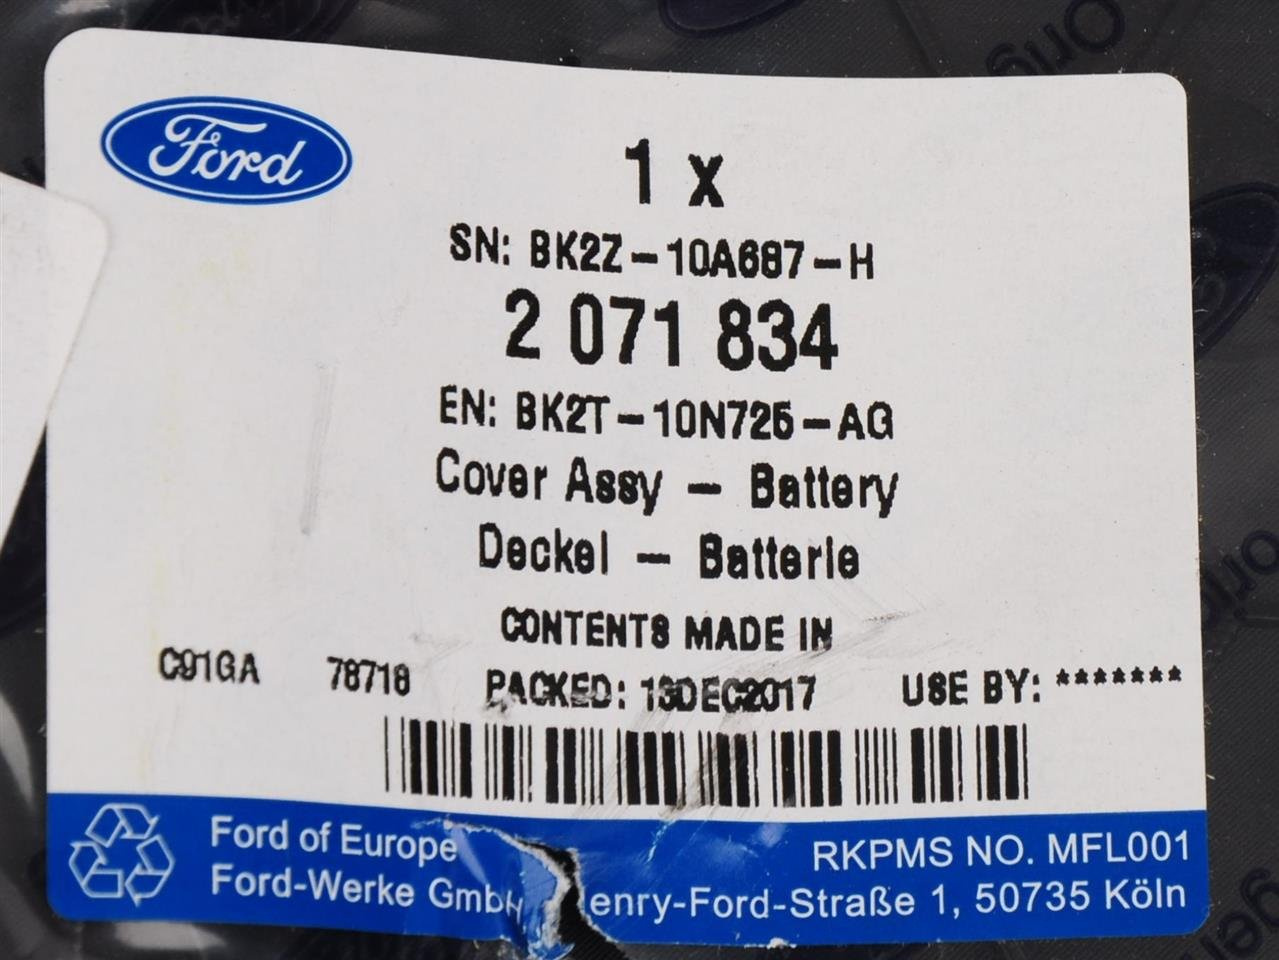 Ford
1 x
SN: BK2Z-10A687-H
2 071 834
EN: BK2T-10N725-AG
Cover Assy - Battery
Deckel - Batterie
CONTENTS MADE IN
C91GA 78718 PACKED: DEC2017 USE BY: *******
Ford of Europe RKPMS NO. MFL001
Ford-Werke GmbH enry-Ford-Straße 1, 50735 Köln